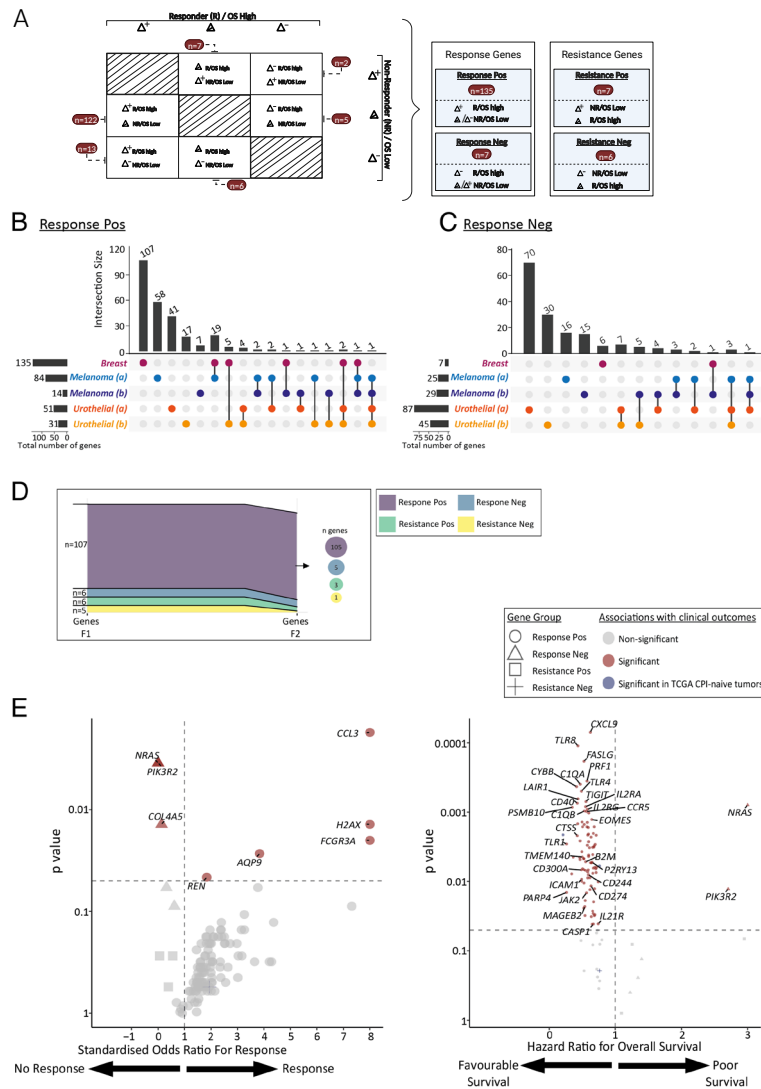 A
Responder (R) / OS High
Δ+ Δ Δ−
n=7
n=2
Δ R/OS high
Δ+ NR/OS Low
Δ− R/OS high
Δ+ NR/OS Low
Δ+
n=122
Δ+ R/OS high
Δ NR/OS Low
Δ− R/OS high
Δ NR/OS Low
n=5
Δ
n=13
Δ+ R/OS high
Δ− NR/OS Low
Δ R/OS high
Δ− NR/OS Low
Δ−
n=6
Non-Responder (NR) / OS Low
Response Genes
Response Pos
n=135
Δ+ R/OS high
Δ/Δ− NR/OS Low
Response Neg
n=7
Δ− R/OS high
Δ/Δ+ NR/OS Low
Resistance Genes
Resistance Pos
n=7
Δ+ NR/OS Low
Δ R/OS high
Resistance Neg
n=6
Δ− NR/OS Low
Δ R/OS high
B
Response Pos
Intersection Size
120
90
60
30
0
107 58 41 17 7 19 5 4 2 2 1 1 1 1 2 1 1
135 Breast
84 Melanoma (a)
14 Melanoma (b)
51 Urothelial (a)
31 Urothelial (b)
100 75 50 25 0
Total number of genes
C
Response Neg
80
60
40
20
0
70 30 16 15 6 7 5 4 3 2 1 3 1
7 Breast
25 Melanoma (a)
29 Melanoma (b)
87 Urothelial (a)
45 Urothelial (b)
75 50 25 0
Total number of genes
D
n=107
n=6
n=6
n=5
Genes
F1
Genes
F2
n genes
105
5
3
1
Respone Pos
Respone Neg
Resistance Pos
Resistance Neg
Gene Group
Response Pos
Response Neg
Resistance Pos
Resistance Neg
Associations with clinical outcomes
Non-significant
Significant
Significant in TCGA CPI-naive tumors
E
p value
0.01
0.1
1
NRAS
PIK3R2
COL4A5
CCL3
H2AX
FCGR3A
AQP9
REN
−1 0 1 2 3 4 5 6 7 8
Standardised Odds Ratio For Response
No Response
Response
p value
0.0001
0.001
0.01
0.1
1
CXCL9
TLR8
FASLG
PRF1
CYBB
C1QA
TLR4
LAIR1
TIGIT
IL2RA
CD40
IL2RG
CCR5
PSMB10
C1QB
EOMES
NRAS
CTSS
TLR1
TMEM140
B2M
P2RY13
CD300A
CD244
ICAM1
CD274
PARP4
JAK2
PIK3R2
MAGEB2
IL21R
CASP1
0 1 2 3
Hazard Ratio for Overall Survival
Favourable
Survival
Poor
Survival